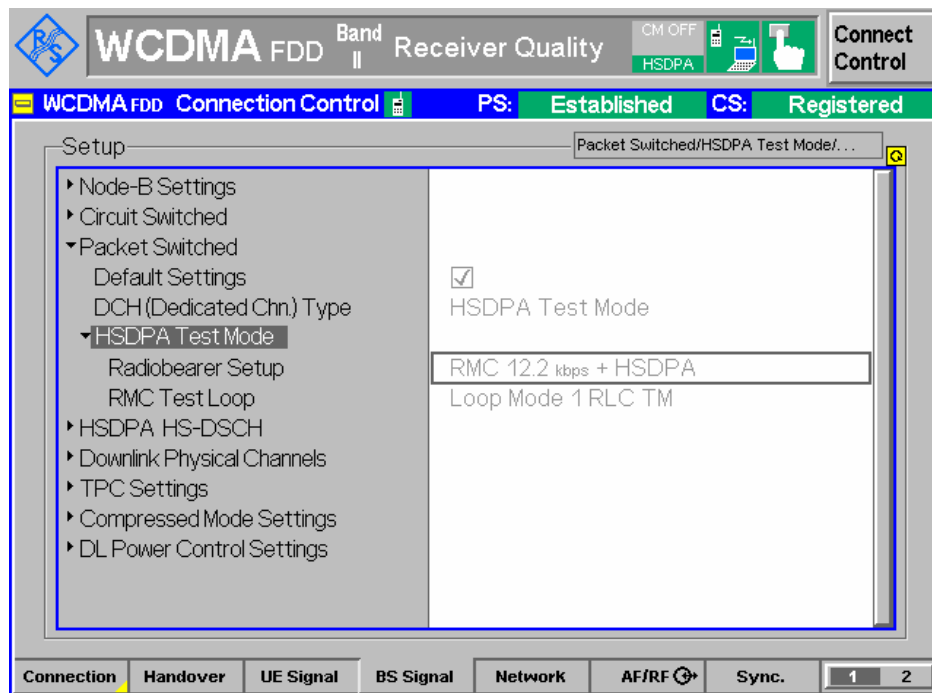 R&S
WCDMA FDD Band II Receiver Quality
CM OFF
HSDPA
Connect Control
WCDMA FDD Connection Control PS: Established CS: Registered
Setup
Packet Switched/HSDPA Test Mode/...
Node-B Settings
Circuit Switched
Packet Switched
Default Settings
DCH (Dedicated Chn.) Type HSDPA Test Mode
HSDPA Test Mode
Radiobearer Setup RMC 12.2 kbps + HSDPA
RMC Test Loop Loop Mode 1 RLC TM
HSDPA HS-DSCH
Downlink Physical Channels
TPC Settings
Compressed Mode Settings
DL Power Control Settings
Connection Handover UE Signal BS Signal Network AF/RF Sync. 1 2